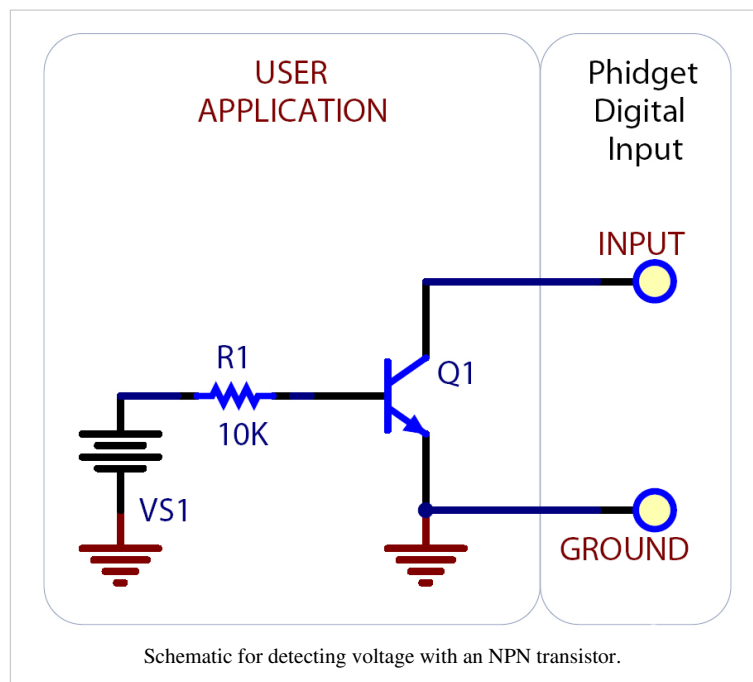 USER
APPLICATION
Phidget
Digital
Input
INPUT
R1
Q1
10K
VS1
GROUND
Schematic for detecting voltage with an NPN transistor.